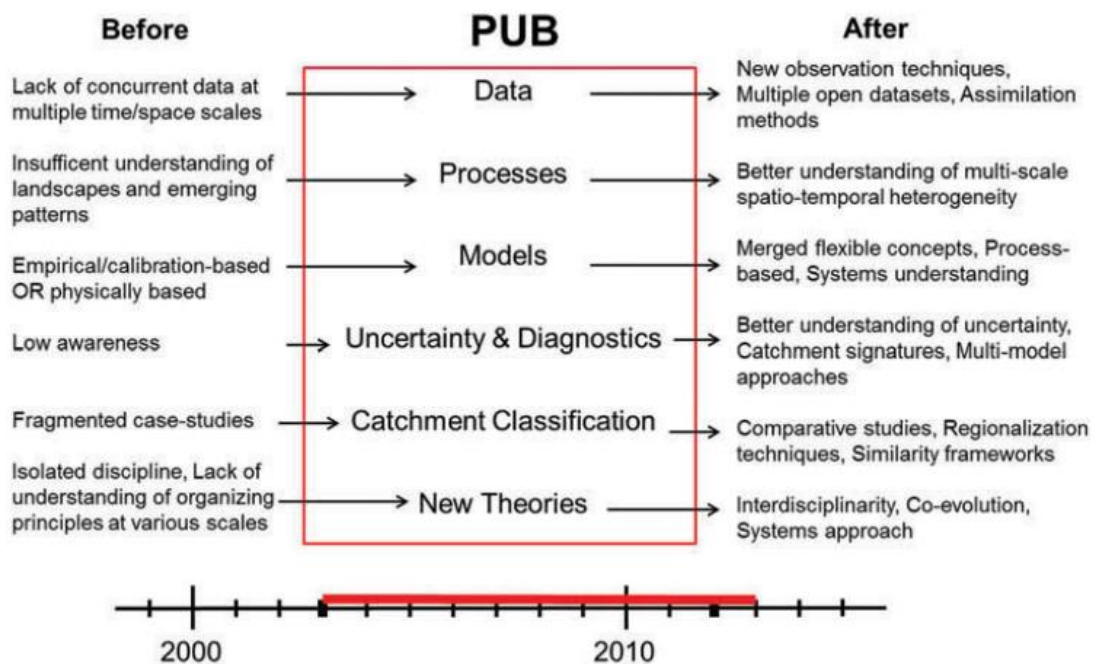 Before
PUB
After
Lack of concurrent data at
multiple time/space scales
Data
New observation techniques,
Multiple open datasets, Assimilation
methods
Insufficent understanding of
landscapes and emerging
patterns
Processes
Better understanding of multi-scale
spatio-temporal heterogeneity
Empirical/calibration-based
OR physically based
Models
Merged flexible concepts, Process-
based, Systems understanding
Low awareness
Uncertainty & Diagnostics
Better understanding of uncertainty,
Catchment signatures, Multi-model
approaches
Fragmented case-studies
Catchment Classification
Comparative studies, Regionalization
techniques, Similarity frameworks
Isolated discipline, Lack of
understanding of organizing
principles at various scales
New Theories
Interdisciplinarity, Co-evolution,
Systems approach
2000
2010